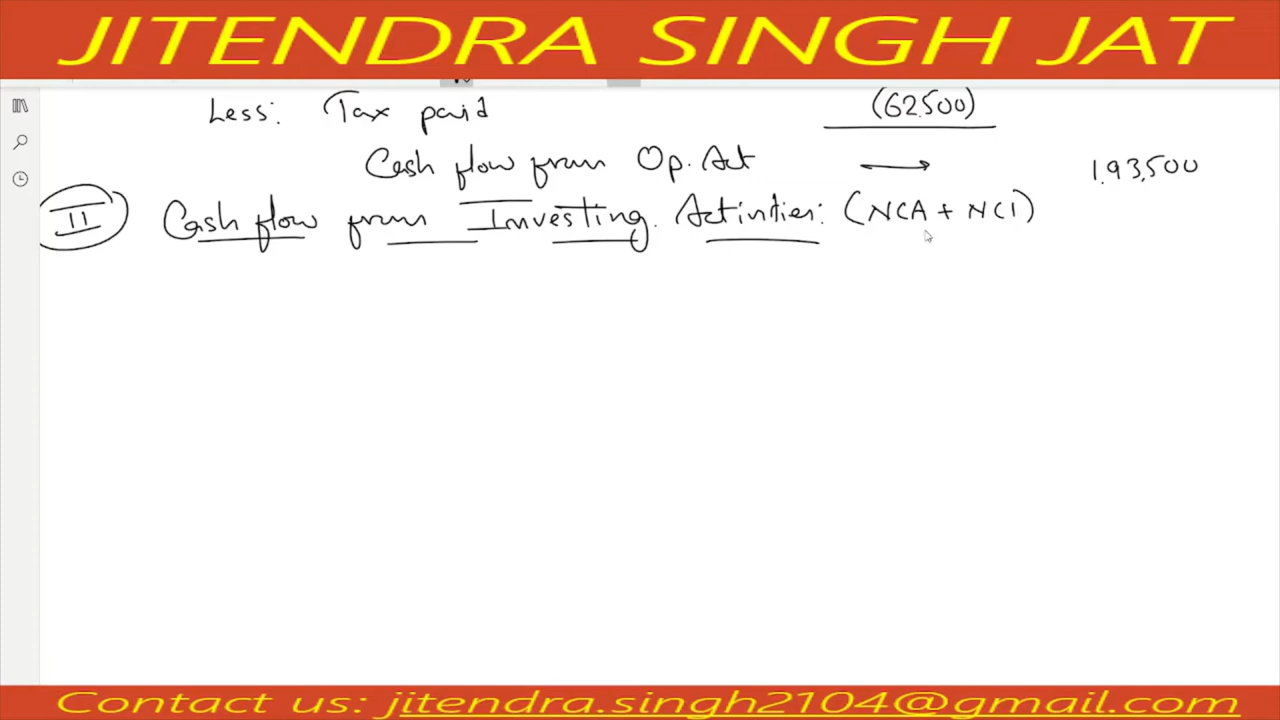 JITENDRA SINGH JAT
Less: Tax paid (62500)
Cash flow from Op. Act → 1,93,500
II Cash flow from Investing Activities: (NCA + NCI)
Contact us: jitendra.singh2104@gmail.com